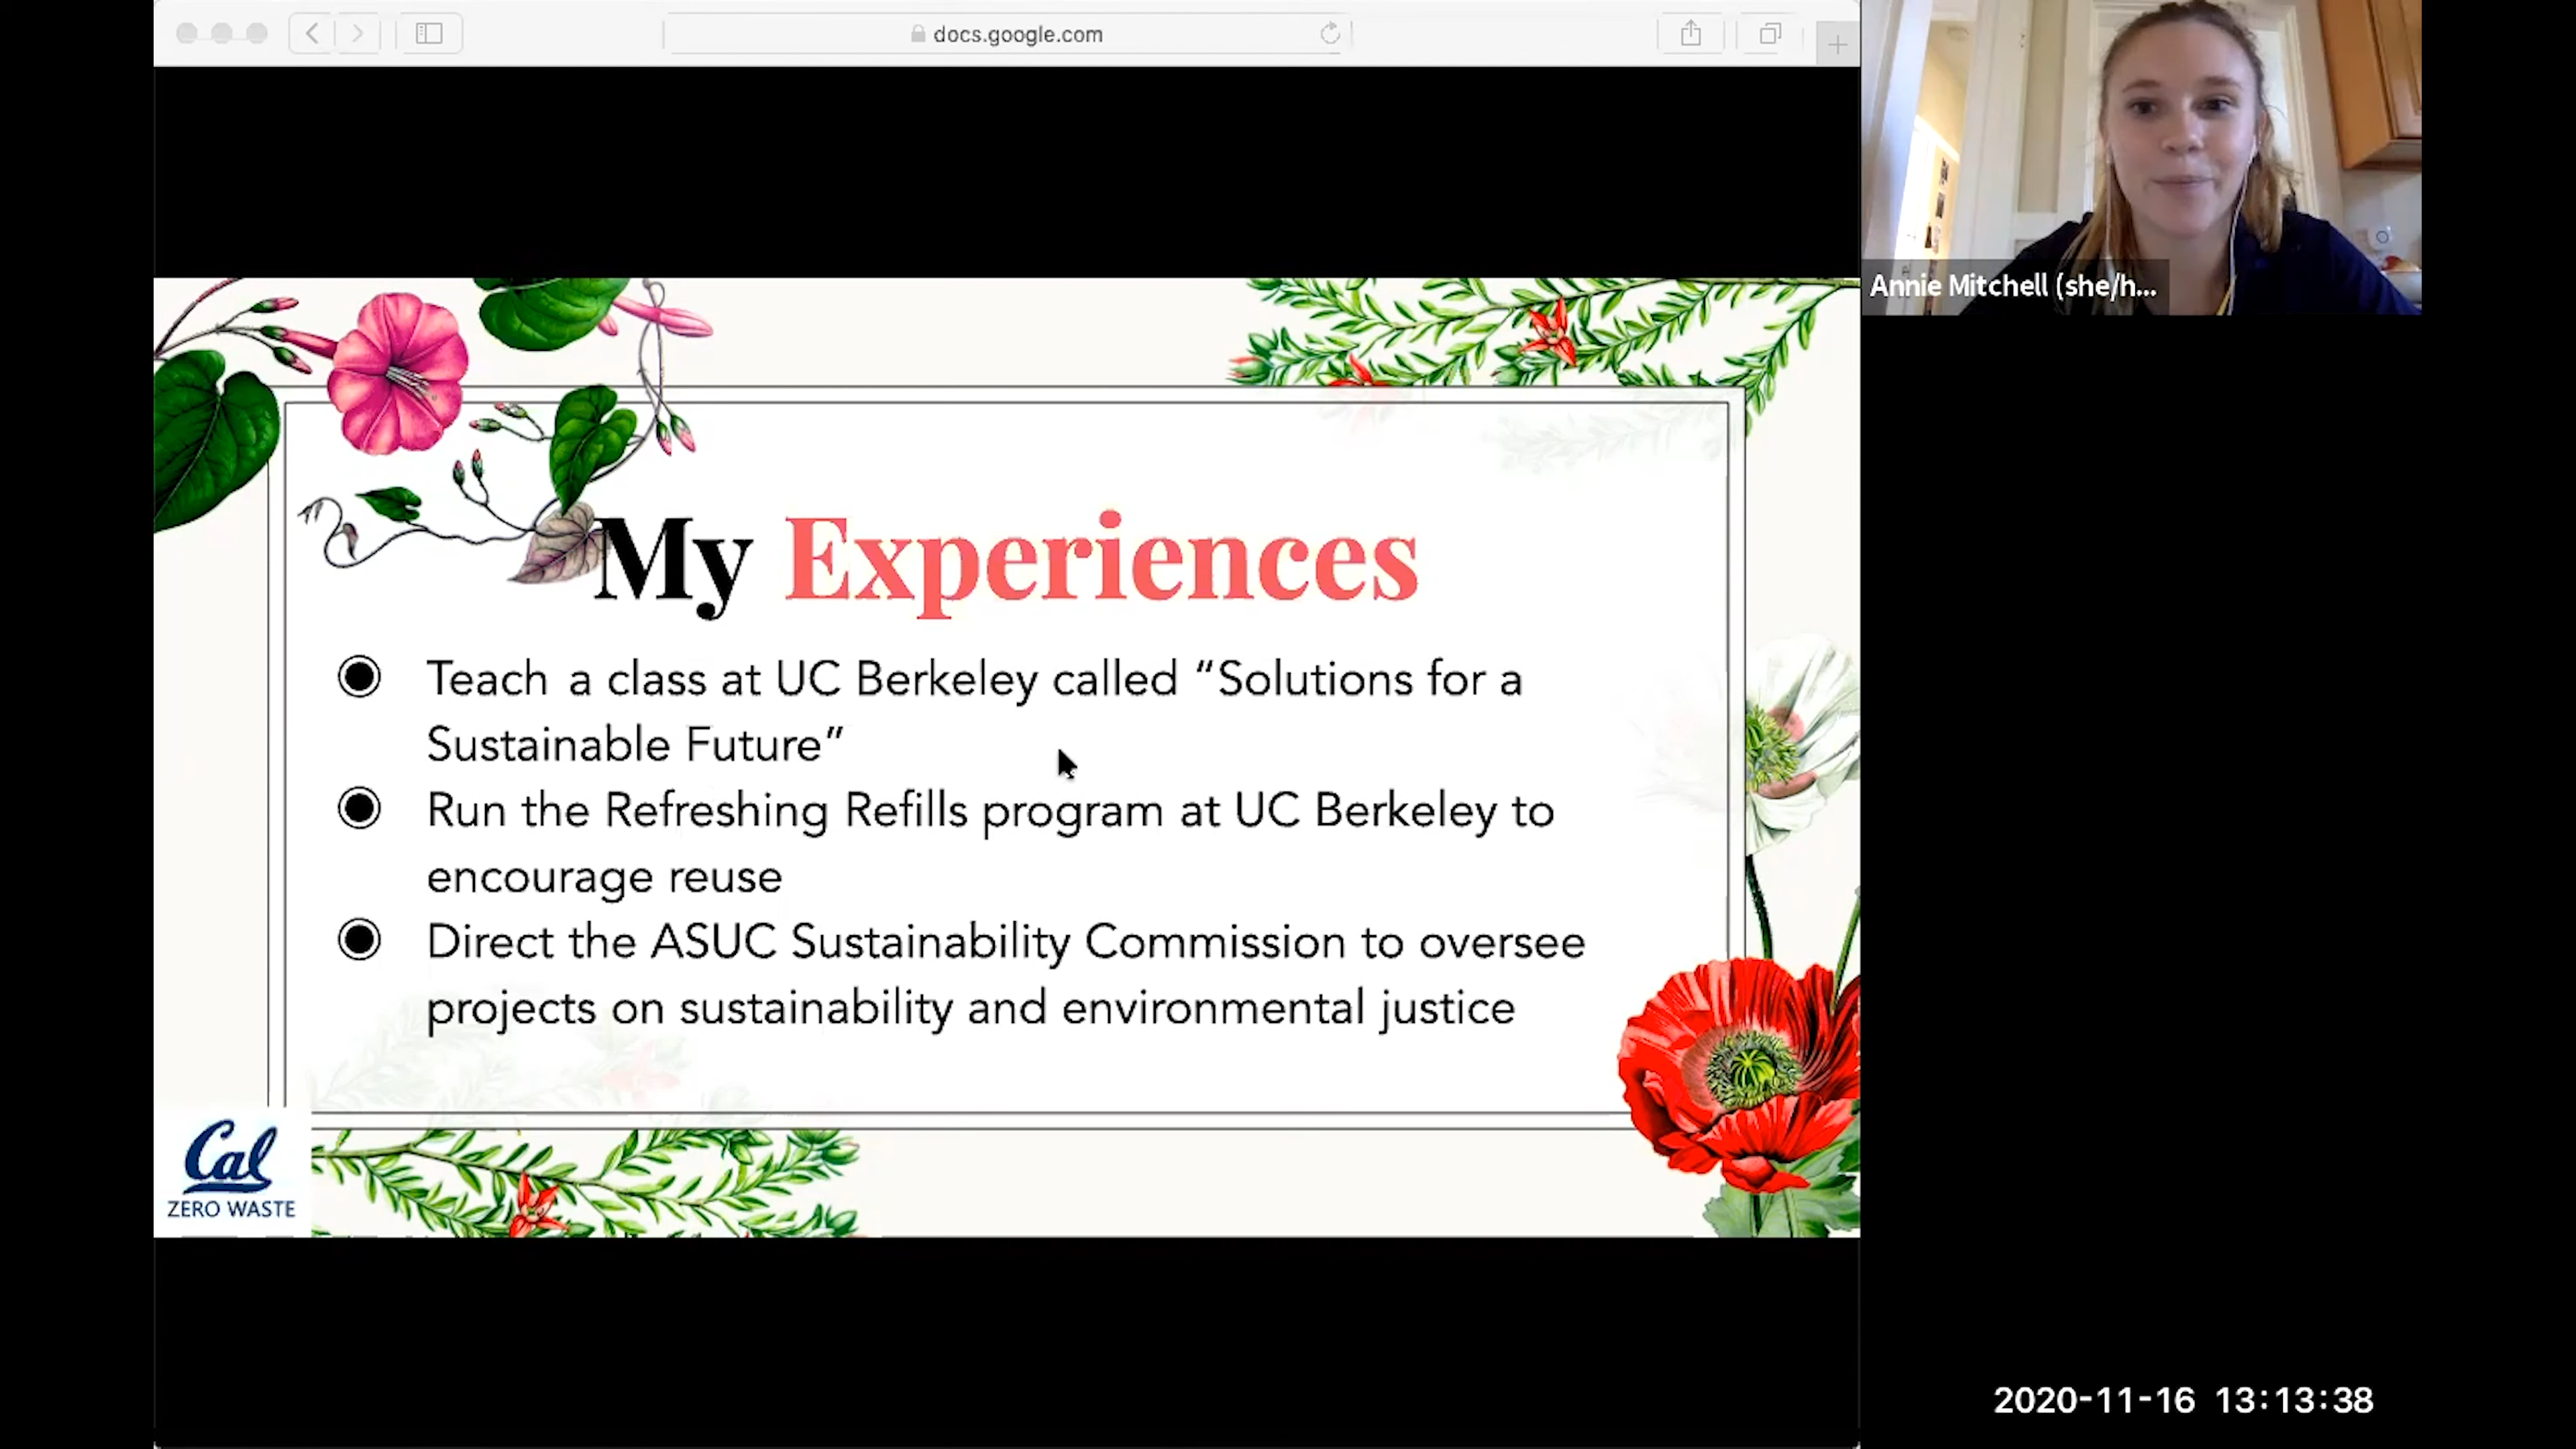 docs.google.com
Annie Mitchell (she/h...
My Experiences
Teach a class at UC Berkeley called “Solutions for a
Sustainable Future”
Run the Refreshing Refills program at UC Berkeley to
encourage reuse
Direct the ASUC Sustainability Commission to oversee
projects on sustainability and environmental justice
Cal
ZERO WASTE
2020-11-16 13:13:38